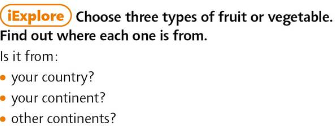 iExplore Choose three types of fruit or vegetable.
Find out where each one is from.
Is it from:
• your country?
• your continent?
• other continents?